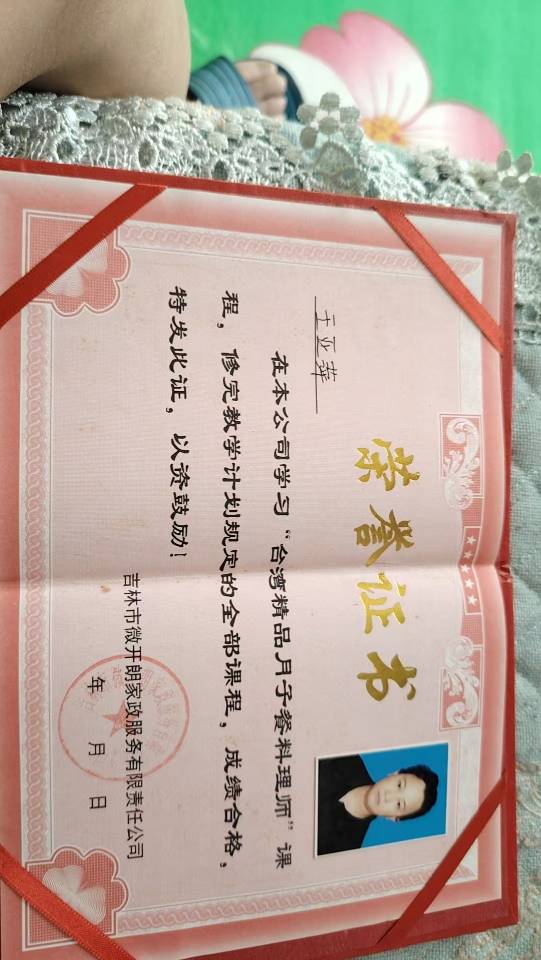 荣誉证书
王亚萍
在本公司学习“台湾精品月子餐料理师”课
程，修完教学计划规定的全部课程，成绩合格，
特发此证，以资鼓励！
吉林市微开朗家政服务有限责任公司
年 月 日